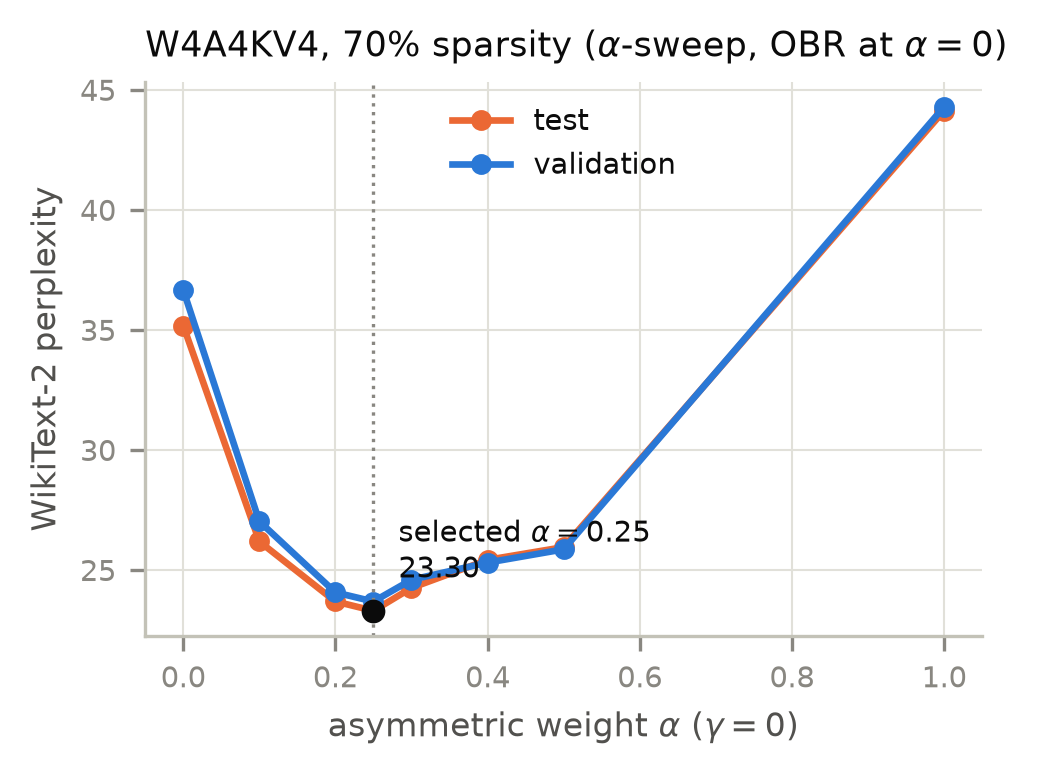 W4A4KV4, 70% sparsity (α-sweep, OBR at α = 0)
45
40
35
30
25
WikiText-2 perplexity
test
validation
selected α = 0.25
23.30
0.0 0.2 0.4 0.6 0.8 1.0
asymmetric weight α (γ = 0)